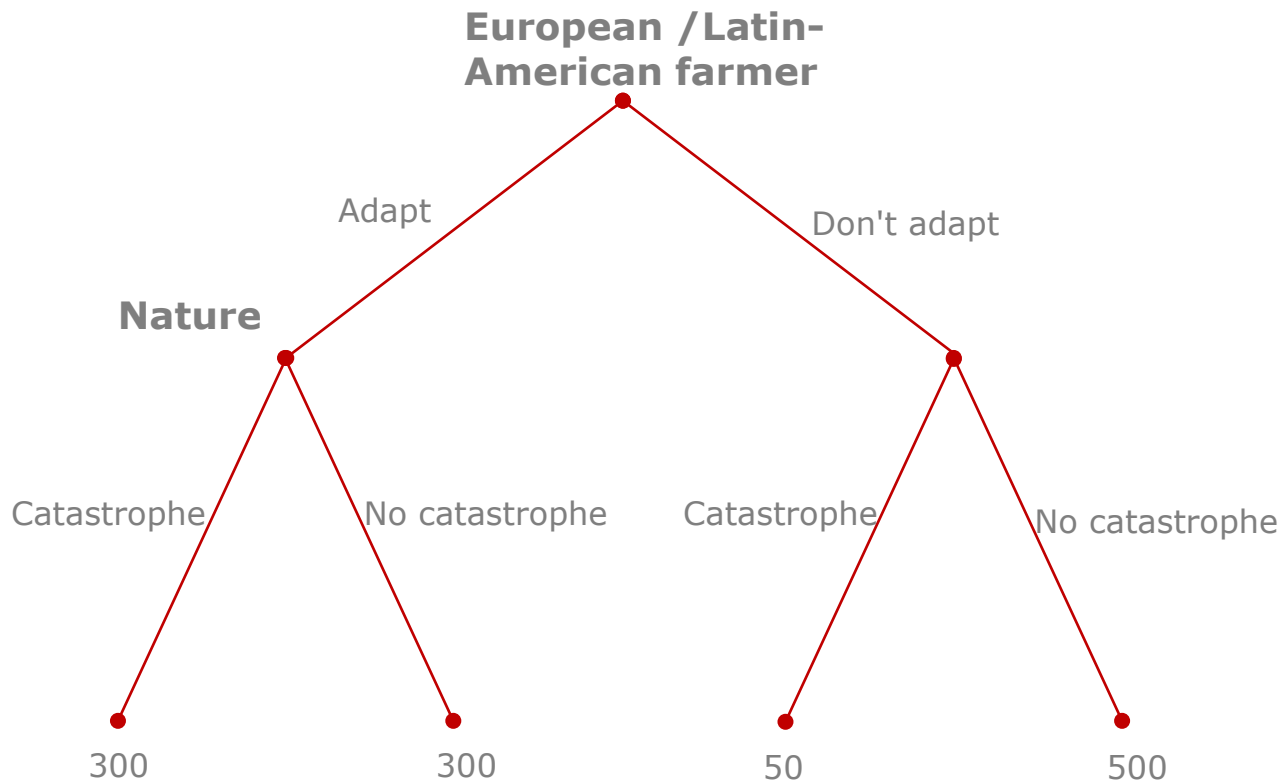 European /Latin-
American farmer
Adapt
Don't adapt
Nature
Catastrophe
No catastrophe
Catastrophe
No catastrophe
300
300
50
500